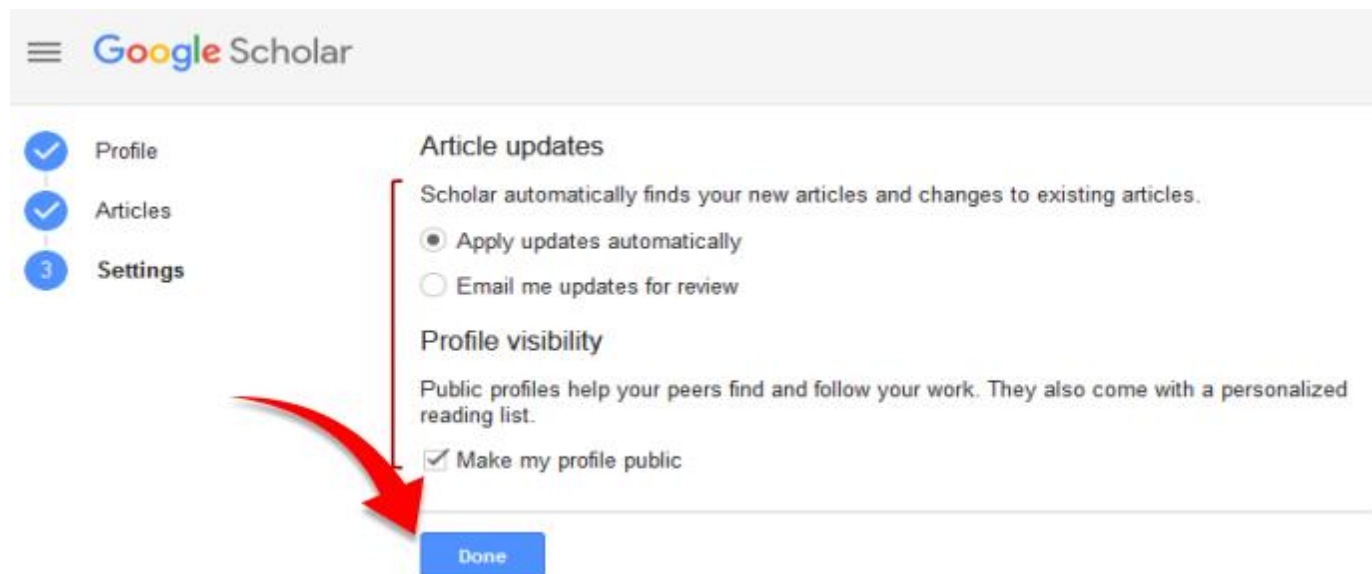 Google Scholar
Profile
Articles
3
Settings
Article updates
Scholar automatically finds your new articles and changes to existing articles.
Apply updates automatically
Email me updates for review
Profile visibility
Public profiles help your peers find and follow your work. They also come with a personalized
reading list.
Make my profile public
Done